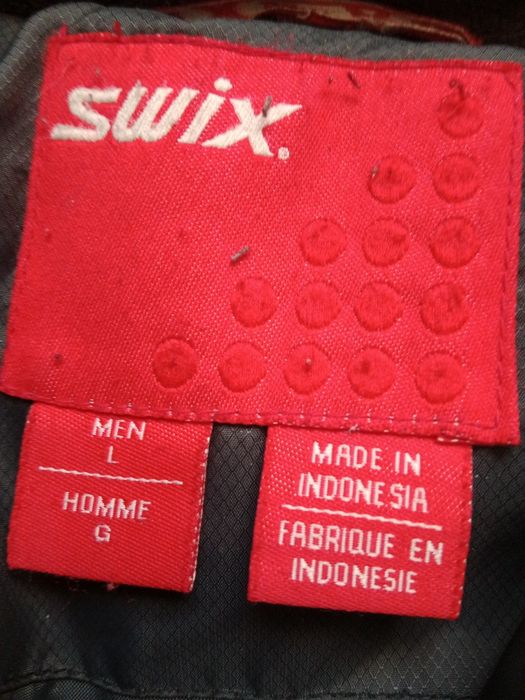 swix®
MEN
L
HOMME
G
MADE IN
INDONESIA
FABRIQUE EN
INDONESIE